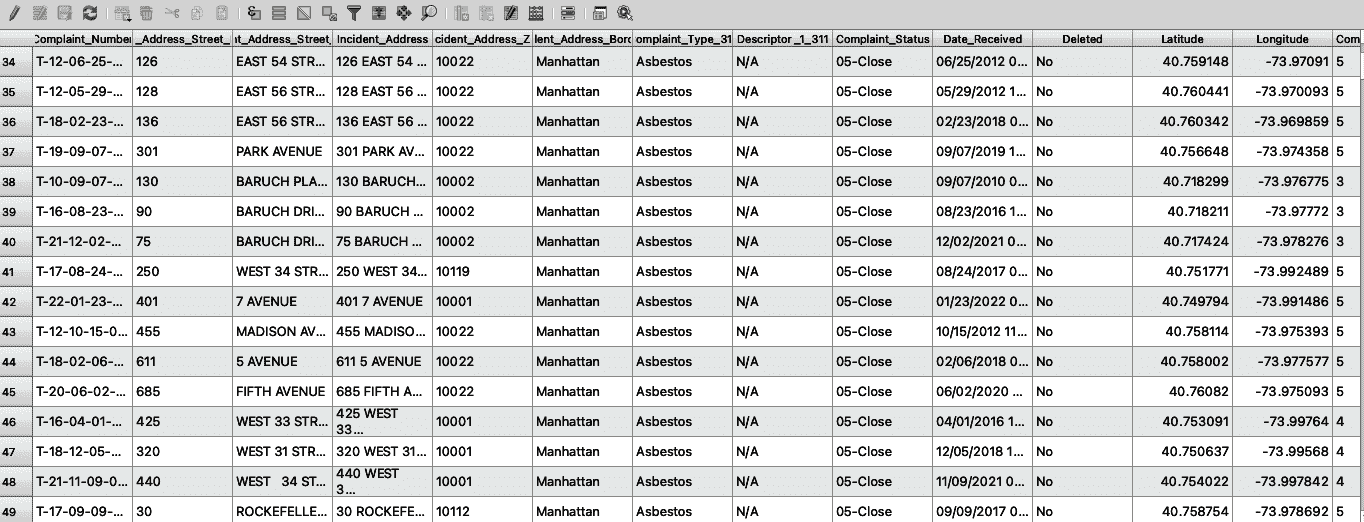 Complaint_Number _Address_Street_ nt_Address_Street_ Incident_Address cident_Address_Z lent_Address_Boro omplaint_Type_31 Descriptor_1_311 Complaint_Status Date_Received Deleted Latitude Longitude Com
34 T-12-06-25-... 126 EAST 54 STR... 126 EAST 54 ... 10022 Manhattan Asbestos N/A 05-Close 06/25/2012 0... No 40.759148 -73.97091 5
35 T-12-05-29-... 128 EAST 56 STR... 128 EAST 56 ... 10022 Manhattan Asbestos N/A 05-Close 05/29/2012 1... No 40.760441 -73.970093 5
36 T-18-02-23-... 136 EAST 56 STR... 136 EAST 56 ... 10022 Manhattan Asbestos N/A 05-Close 02/23/2018 0... No 40.760342 -73.969859 5
37 T-19-09-07-... 301 PARK AVENUE 301 PARK AV... 10022 Manhattan Asbestos N/A 05-Close 09/07/2019 1... No 40.756648 -73.974358 5
38 T-10-09-07-... 130 BARUCH PLA... 130 BARUCH... 10002 Manhattan Asbestos N/A 05-Close 09/07/2010 0... No 40.718299 -73.976775 3
39 T-16-08-23-... 90 BARUCH DRI... 90 BARUCH ... 10002 Manhattan Asbestos N/A 05-Close 08/23/2016 1... No 40.718211 -73.97772 3
40 T-21-12-02-... 75 BARUCH DRI... 75 BARUCH ... 10002 Manhattan Asbestos N/A 05-Close 12/02/2021 0... No 40.717424 -73.978276 3
41 T-17-08-24-... 250 WEST 34 STR... 250 WEST 34... 10119 Manhattan Asbestos N/A 05-Close 08/24/2017 0... No 40.751771 -73.992489 5
42 T-22-01-23-... 401 7 AVENUE 401 7 AVENUE 10001 Manhattan Asbestos N/A 05-Close 01/23/2022 0... No 40.749794 -73.991486 5
43 T-12-10-15-0... 455 MADISON AV... 455 MADISO... 10022 Manhattan Asbestos N/A 05-Close 10/15/2012 11... No 40.758114 -73.975393 5
44 T-18-02-06-... 611 5 AVENUE 611 5 AVENUE 10022 Manhattan Asbestos N/A 05-Close 02/06/2018 0... No 40.758002 -73.977577 5
45 T-20-06-02-... 685 FIFTH AVENUE 685 FIFTH A... 10022 Manhattan Asbestos N/A 05-Close 06/02/2020 ... No 40.76082 -73.975093 5
46 T-16-04-01-... 425 WEST 33 STR... 425 WEST 33... 10001 Manhattan Asbestos N/A 05-Close 04/01/2016 1... No 40.753091 -73.99764 4
47 T-18-12-05-... 320 WEST 31 STR... 320 WEST 31... 10001 Manhattan Asbestos N/A 05-Close 12/05/2018 1... No 40.750637 -73.99568 4
48 T-21-11-09-0... 440 WEST 34 ST... 440 WEST 3... 10001 Manhattan Asbestos N/A 05-Close 11/09/2021 0... No 40.754022 -73.997842 4
49 T-17-09-09-... 30 ROCKEFELLE... 30 ROCKEFE... 10112 Manhattan Asbestos N/A 05-Close 09/09/2017 0... No 40.758754 -73.978692 5